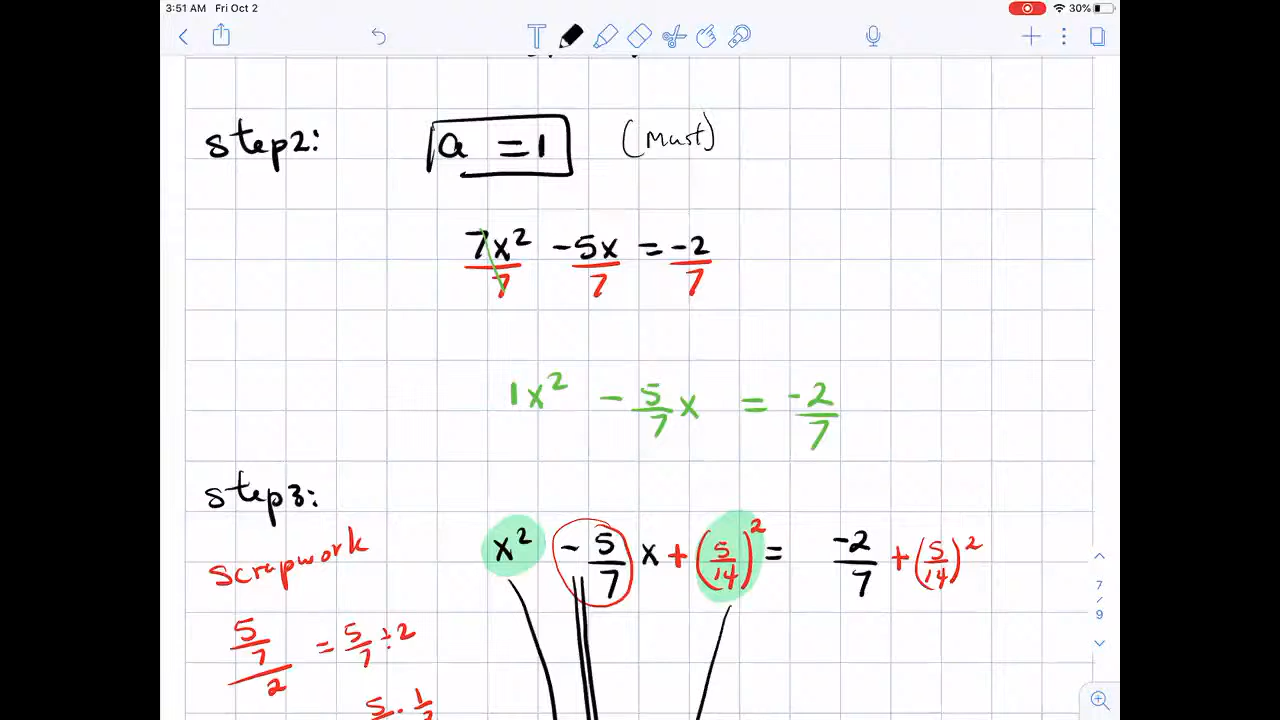 3:51 AM Fri Oct 2 30%
T
step2: a = 1 (must)
7x² - 5x = -2
7 7 7
1x² - 5/7 x = -2/7
step3:
x² - 5/7 x + (5/14)² = -2/7 + (5/14)²
scrapwork
5/7 / 2 = 5/7 ÷ 2
7/9
5 · 1